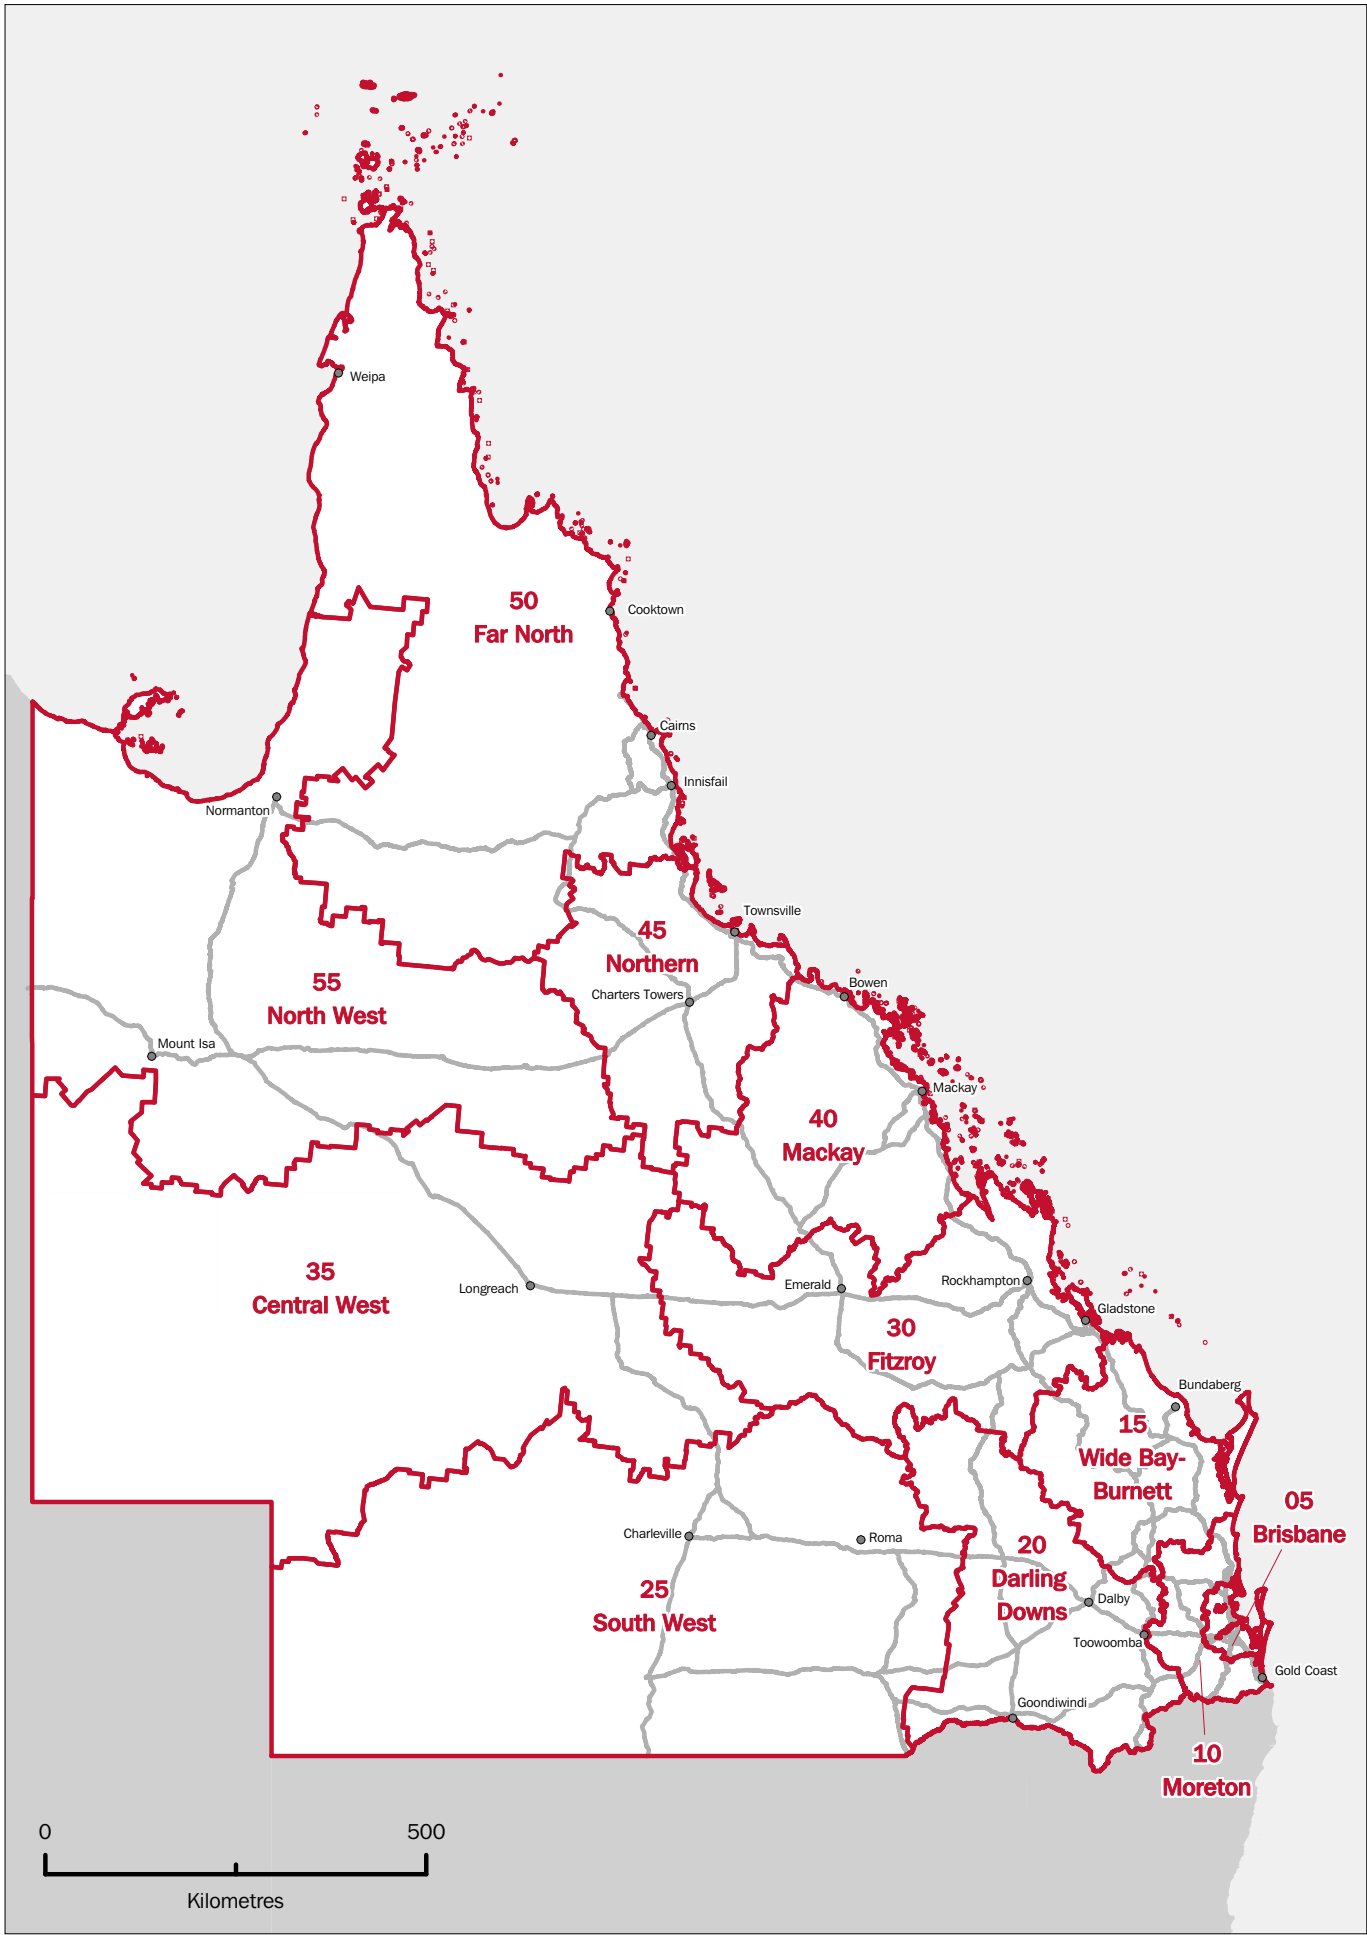 Weipa
50
Far North
Cooktown
Cairns
Innisfail
Normanton
Townsville
45
Northern
55
North West
Bowen
Charters Towers
Mount Isa
Mackay
40
Mackay
35
Central West
Longreach
Emerald
Rockhampton
Gladstone
30
Fitzroy
Bundaberg
15
Wide Bay-
Burnett
05
Brisbane
Charleville
Roma
20
Darling
Downs
25
South West
Dalby
Toowoomba
Gold Coast
Goondiwindi
10
Moreton
0 500
Kilometres